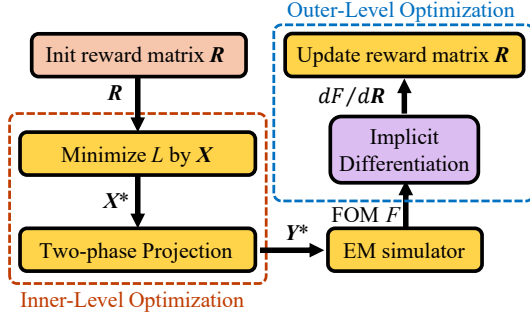 Outer-Level Optimization
Init reward matrix R
Update reward matrix R
R
dF/dR
Minimize L by X
Implicit
Differentiation
X*
FOM F
Two-phase Projection
Y*
EM simulator
Inner-Level Optimization